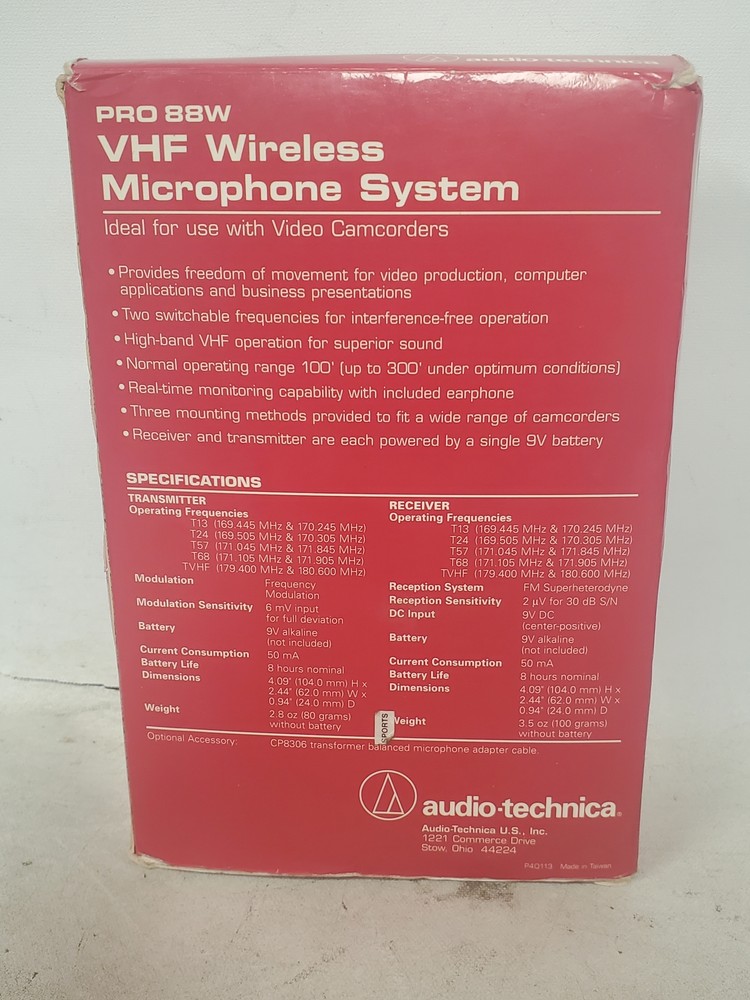 audio-technica
PRO 88W
VHF Wireless
Microphone System
Ideal for use with Video Camcorders
• Provides freedom of movement for video production, computer
applications and business presentations
• Two switchable frequencies for interference-free operation
• High-band VHF operation for superior sound
• Normal operating range 100' (up to 300' under optimum conditions)
• Real-time monitoring capability with included earphone
• Three mounting methods provided to fit a wide range of camcorders
• Receiver and transmitter are each powered by a single 9V battery
SPECIFICATIONS
TRANSMITTER
Operating Frequencies
T13 (169.445 MHz & 170.245 MHz)
T24 (169.505 MHz & 170.305 MHz)
T57 (171.045 MHz & 171.845 MHz)
T68 (171.105 MHz & 171.905 MHz)
TVHF (179.400 MHz & 180.600 MHz)
Modulation Frequency
Modulation
Modulation Sensitivity 6 mV input
for full deviation
Battery 9V alkaline
(not included)
Current Consumption 50 mA
Battery Life 8 hours nominal
Dimensions 4.09" (104.0 mm) H x
2.44" (62.0 mm) W x
0.94" (24.0 mm) D
Weight 2.8 oz (80 grams)
without battery
RECEIVER
Operating Frequencies
T13 (169.445 MHz & 170.245 MHz)
T24 (169.505 MHz & 170.305 MHz)
T57 (171.045 MHz & 171.845 MHz)
T68 (171.105 MHz & 171.905 MHz)
TVHF (179.400 MHz & 180.600 MHz)
Reception System FM Superheterodyne
Reception Sensitivity 2 µV for 30 dB S/N
DC Input 9V DC
(center-positive)
Battery 9V alkaline
(not included)
Current Consumption 50 mA
Battery Life 8 hours nominal
Dimensions 4.09" (104.0 mm) H x
2.44" (62.0 mm) W x
0.94" (24.0 mm) D
Weight 3.5 oz (100 grams)
without battery
SPORTS
Optional Accessory: CP8306 transformer balanced microphone adapter cable.
audio-technica®
Audio-Technica U.S., Inc.
1221 Commerce Drive
Stow, Ohio 44224
P40113 Made in Taiwan